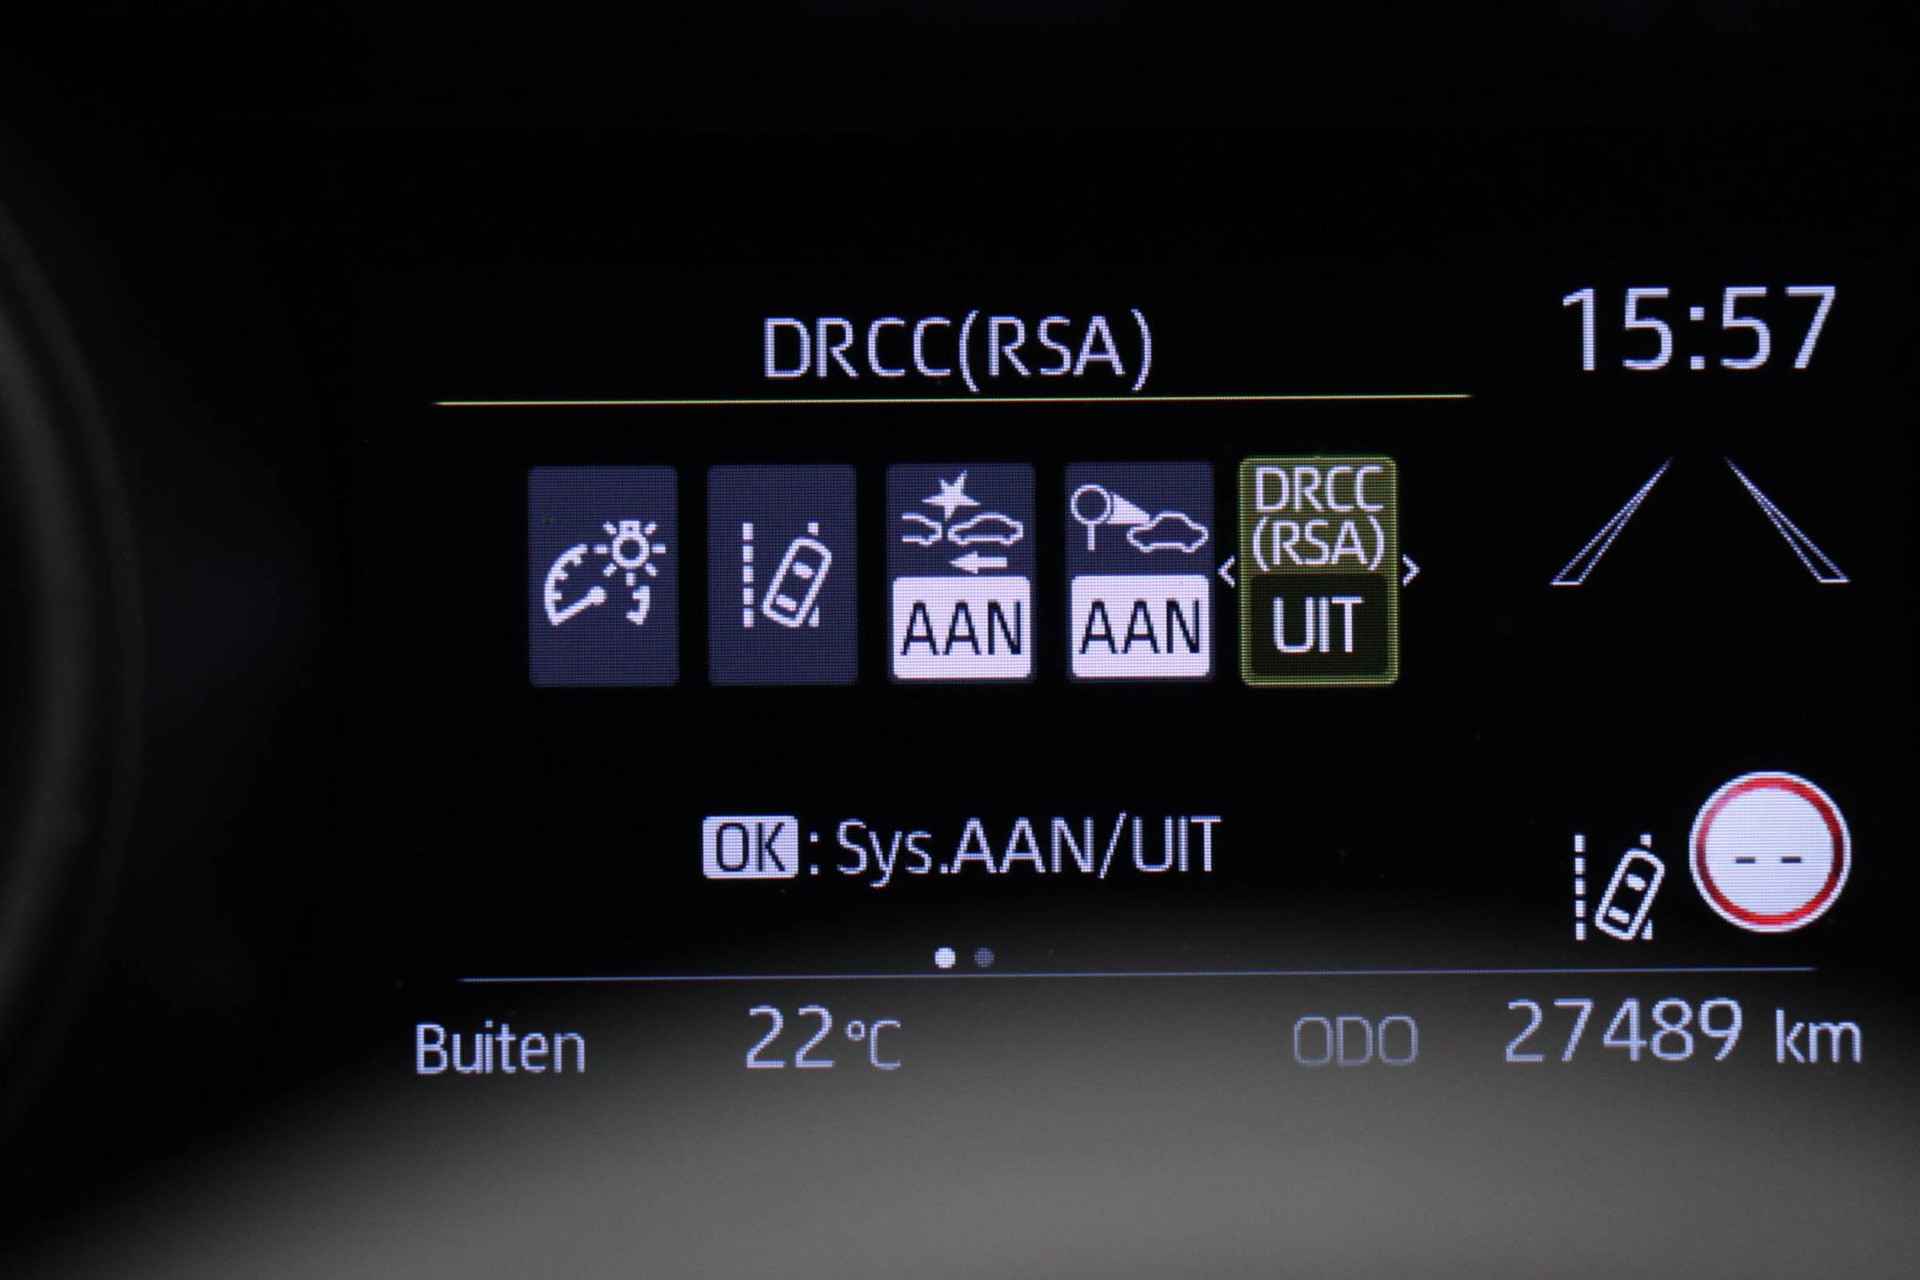 DRCC(RSA)
15:57
AAN
AAN
DRCC
(RSA)
UIT
OK : Sys.AAN/UIT
--
Buiten 22°C ODO 27489 km